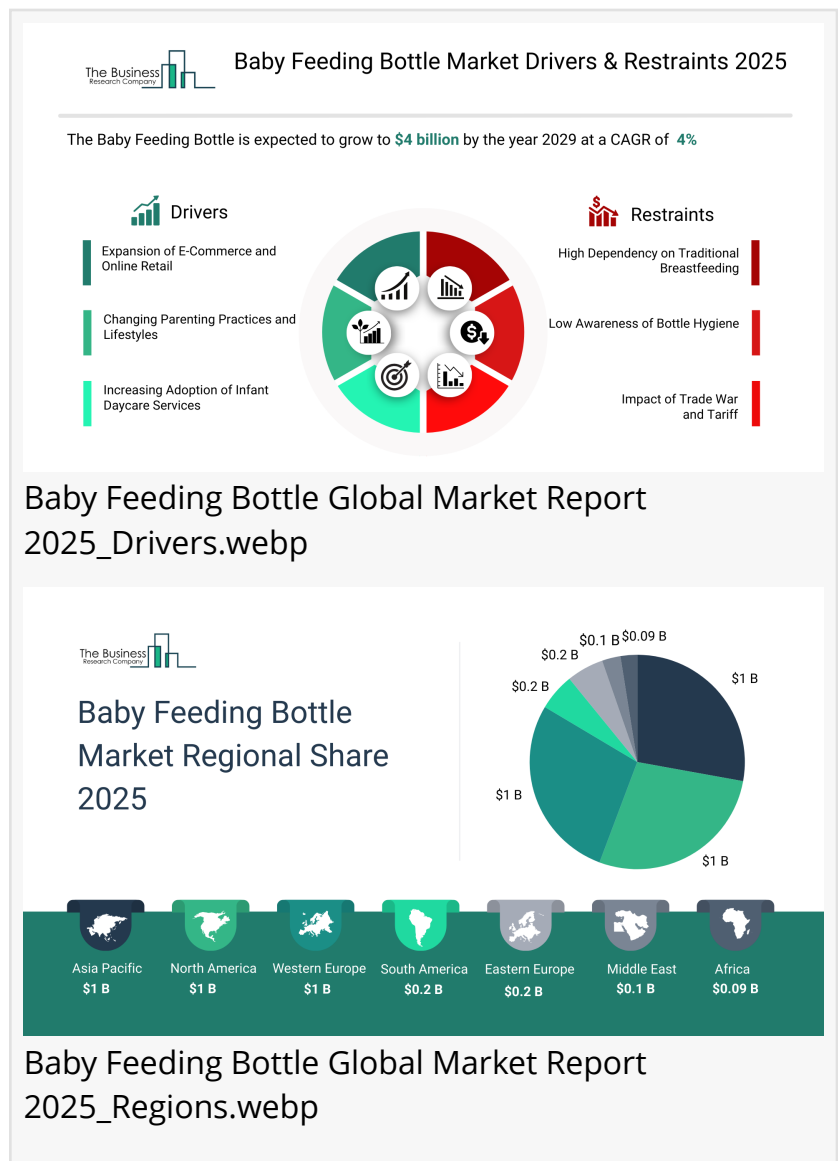 The Business
Research Company
Baby Feeding Bottle Market Drivers & Restraints 2025
The Baby Feeding Bottle is expected to grow to $4 billion by the year 2029 at a CAGR of 4%
Drivers
Expansion of E-Commerce and
Online Retail
Changing Parenting Practices and
Lifestyles
Increasing Adoption of Infant
Daycare Services
Restraints
High Dependency on Traditional
Breastfeeding
Low Awareness of Bottle Hygiene
Impact of Trade War
and Tariff
Baby Feeding Bottle Global Market Report
2025_Drivers.webp
The Business
Research Company
Baby Feeding Bottle
Market Regional Share
2025
$0.1 B
$0.09 B
$0.2 B
$1 B
$0.2 B
$1 B
$1 B
Asia Pacific
$1 B
North America
$1 B
Western Europe
$1 B
South America
$0.2 B
Eastern Europe
$0.2 B
Middle East
$0.1 B
Africa
$0.09 B
Baby Feeding Bottle Global Market Report
2025_Regions.webp